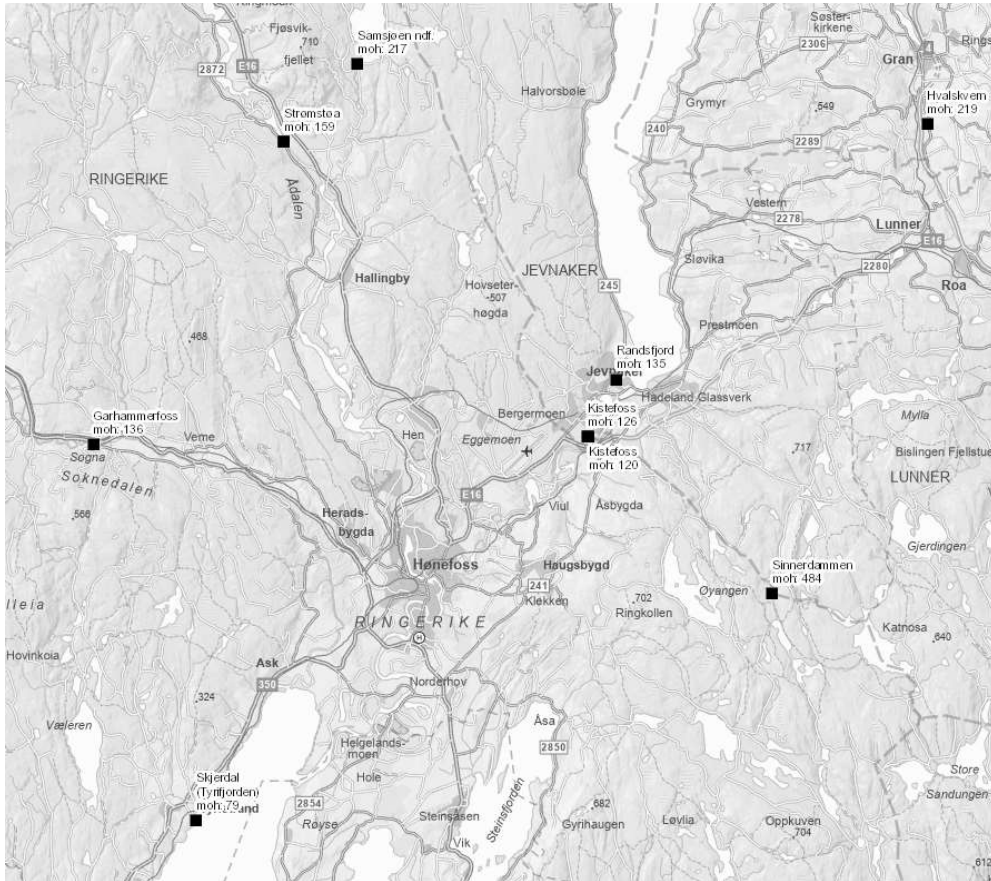 Ringmoen
Fjøsvik-
710
fjellet
2872
E16
Samsjøen ndf.
moh: 217
Søster-
kirkene
2306
4
Gran
Halvorsbøle
Grymyr
549
Hvalskvern
moh: 219
Strømstøa
moh: 159
240
2289
RINGERIKE
Ådalen
Vestern
2278
Lunner
E16
Sløvika
2280
Roa
JEVNAKER
Hallingby
Hovseter-
507
høgda
245
Prestmoen
468
Randsfjord
moh: 135
Jevnaker
Hadeland Glassverk
Garhammerfoss
moh: 136
Veme
Sogna
Soknedalen
Hen
Bergermoen
Eggemoen
Kistefoss
moh: 126
Kistefoss
moh: 120
Mylla
717
Bislingen Fjellstue
LUNNER
E16
566
Herads-
bygda
Viul
Åsbygda
Hønefoss
Haugsbygd
241
Klekken
702
Ringkollen
Øyangen
Sinnerdammen
moh: 484
Gjerdingen
Katnosa
640
lleia
RINGERIKE
H
Hovinkoia
Ask
350
324
Norderhov
Væleren
Åsa
2850
Helgelands-
moen
Hole
Skjerdal
(Tyrifjorden)
moh: 79
2854
Røyse
Steinsåsen
Vik
Steinsfjorden
682
Gyrihaugen
Løvlia
Oppkuven
704
Store
Sandungen
612